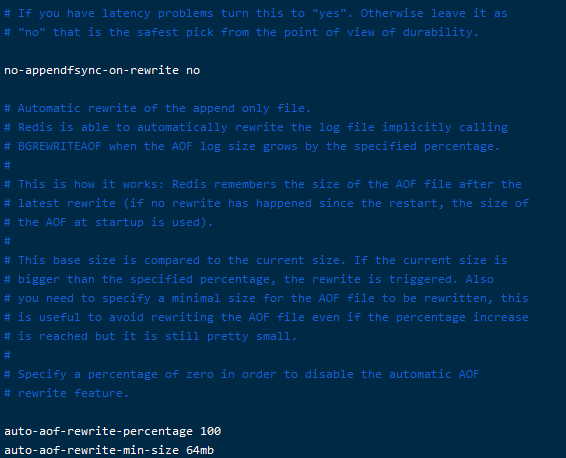 # If you have latency problems turn this to "yes". Otherwise leave it as
# "no" that is the safest pick from the point of view of durability.
no-appendfsync-on-rewrite no
# Automatic rewrite of the append only file.
# Redis is able to automatically rewrite the log file implicitly calling
# BGREWRITEAOF when the AOF log size grows by the specified percentage.
#
# This is how it works: Redis remembers the size of the AOF file after the
# latest rewrite (if no rewrite has happened since the restart, the size of
# the AOF at startup is used).
#
# This base size is compared to the current size. If the current size is
# bigger than the specified percentage, the rewrite is triggered. Also
# you need to specify a minimal size for the AOF file to be rewritten, this
# is useful to avoid rewriting the AOF file even if the percentage increase
# is reached but it is still pretty small.
#
# Specify a percentage of zero in order to disable the automatic AOF
# rewrite feature.
auto-aof-rewrite-percentage 100
auto-aof-rewrite-min-size 64mb